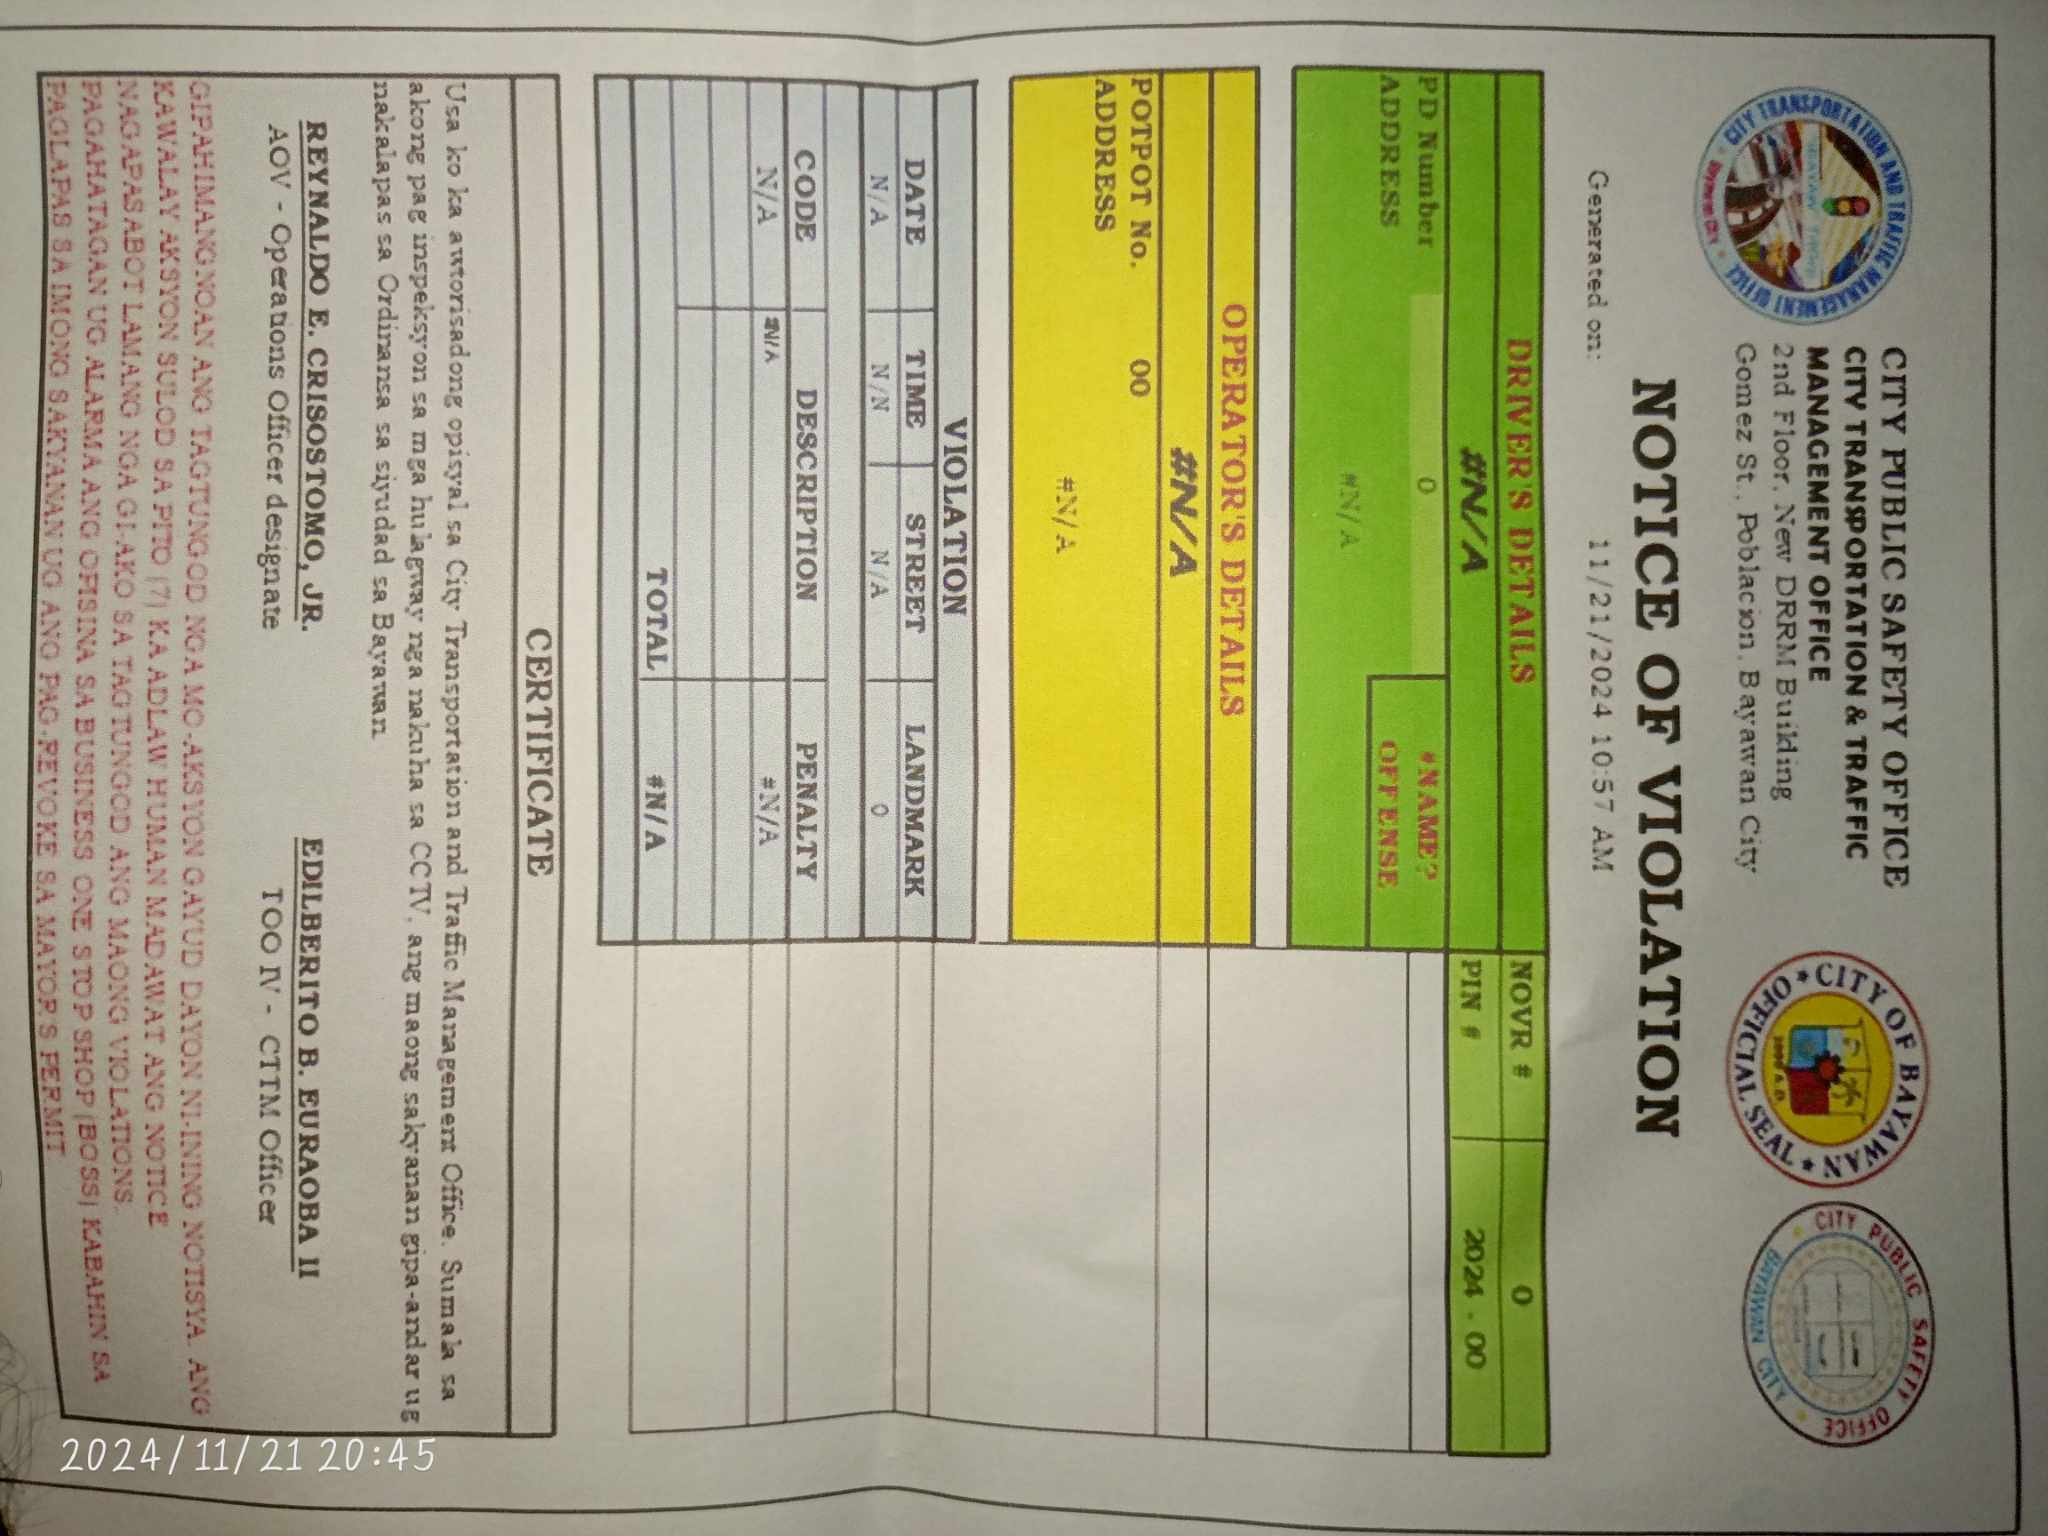 CITY PUBLIC SAFETY OFFICE
CITY TRANSPORTATION & TRAFFIC
MANAGEMENT OFFICE
2nd Floor, New DRRM Building
Gomez St., Poblacion, Bayawan City
CITY TRANSPORTATION AND TRAFFIC MANAGEMENT OFFICE
Bayawan City
CITY OF BAYAWAN
OFFICIAL SEAL
2000 A.D.
CITY PUBLIC SAFETY OFFICE
BAYAWAN CITY
NOTICE OF VIOLATION
Generated on: 11/21/2024 10:57 AM
DRIVER'S DETAILS NOVR # 0
#N/A PIN # 2024 - 00
PD Number 0 #NAME?
ADDRESS #N/A OFFENSE
OPERATOR'S DETAILS
#N/A
POTPOT No. 00
ADDRESS #N/A
VIOLATION
DATE TIME STREET LANDMARK
N/A N/N N/A 0
CODE DESCRIPTION PENALTY
N/A #N/A #N/A
TOTAL #N/A
CERTIFICATE
Usa ko ka awtorisadong opisyal sa City Transportation and Traffic Management Office. Sumala sa
akong pag inspeksyon sa mga hulagway nga nakuha sa CCTV, ang maong sakyanan gipa-andar ug
nakalapas sa Ordinansa sa siyudad sa Bayawan.
REYNALDO E. CRISOSTOMO, JR. EDILBERITO B. EURAOBA II
AOV - Operations Officer designate TOO IV - CTTM Officer
GIPAHIMANGNOAN ANG TAGTUNGOD NGA MO-AKSYON GAYUD DAYON NI-INING NOTISYA. ANG
KAWALAY AKSYON SULOD SA PITO (7) KA ADLAW HUMAN MADAWAT ANG NOTICE
NAGAPASABOT LAMANG NGA GI-AKO SA TAGTUNGOD ANG MAONG VIOLATIONS.
PAGAHATAGAN UG ALARMA ANG OFISINA SA BUSINESS ONE STOP SHOP (BOSS) KABAHIN SA
PAGLAPAS SA IMONG SAKYANAN UG ANG PAG-REVOKE SA MAYOR'S PERMIT
2024/11/21 20:45